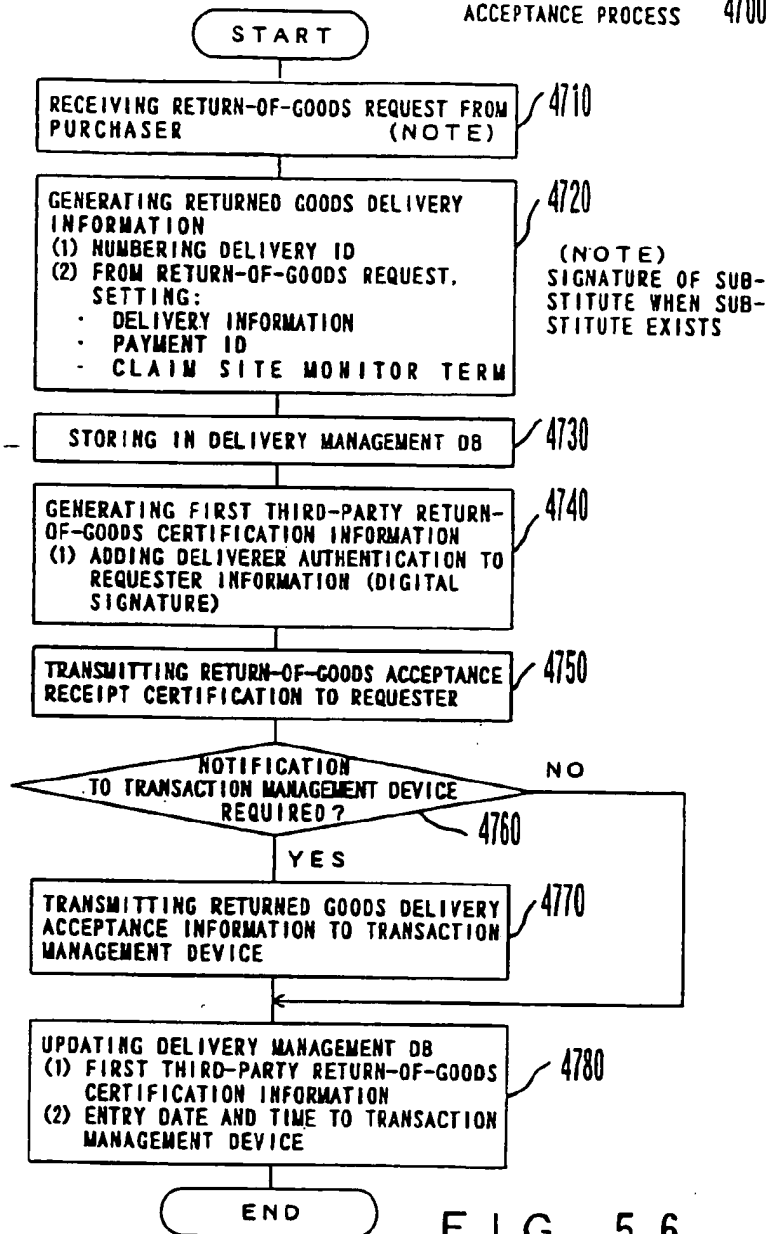 ACCEPTANCE PROCESS 4700
START
RECEIVING RETURN-OF-GOODS REQUEST FROM
PURCHASER (NOTE)
4710
GENERATING RETURNED GOODS DELIVERY
INFORMATION
(1) NUMBERING DELIVERY ID
(2) FROM RETURN-OF-GOODS REQUEST,
SETTING:
· DELIVERY INFORMATION
· PAYMENT ID
- CLAIM SITE MONITOR TERM
4720
(NOTE)
SIGNATURE OF SUB-
STITUTE WHEN SUB-
STITUTE EXISTS
STORING IN DELIVERY MANAGEMENT DB
4730
GENERATING FIRST THIRD-PARTY RETURN-
OF-GOODS CERTIFICATION INFORMATION
(1) ADDING DELIVERER AUTHENTICATION TO
REQUESTER INFORMATION (DIGITAL
SIGNATURE)
4740
TRANSMITTING RETURN-OF-GOODS ACCEPTANCE
RECEIPT CERTIFICATION TO REQUESTER
4750
NOTIFICATION
TO TRANSACTION MANAGEMENT DEVICE
REQUIRED?
NO
4760
YES
TRANSMITTING RETURNED GOODS DELIVERY
ACCEPTANCE INFORMATION TO TRANSACTION
MANAGEMENT DEVICE
4770
UPDATING DELIVERY MANAGEMENT DB
(1) FIRST THIRD-PARTY RETURN-OF-GOODS
CERTIFICATION INFORMATION
(2) ENTRY DATE AND TIME TO TRANSACTION
MANAGEMENT DEVICE
4780
END
FIG. 56